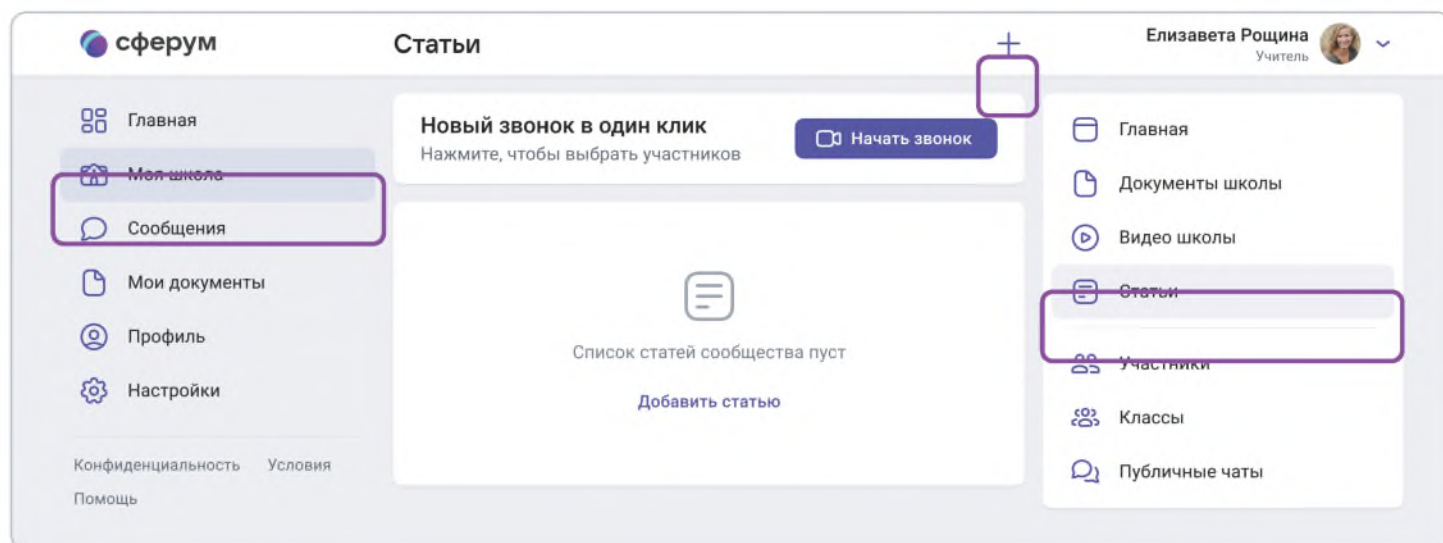 сферум
Статьи
Елизавета Рощина
Учитель
Главная
Моя школа
Сообщения
Мои документы
Профиль
Настройки
Конфиденциальность Условия
Помощь
Новый звонок в один клик
Нажмите, чтобы выбрать участников
Начать звонок
Список статей сообщества пуст
Добавить статью
Главная
Документы школы
Видео школы
Статьи
Участники
Классы
Публичные чаты